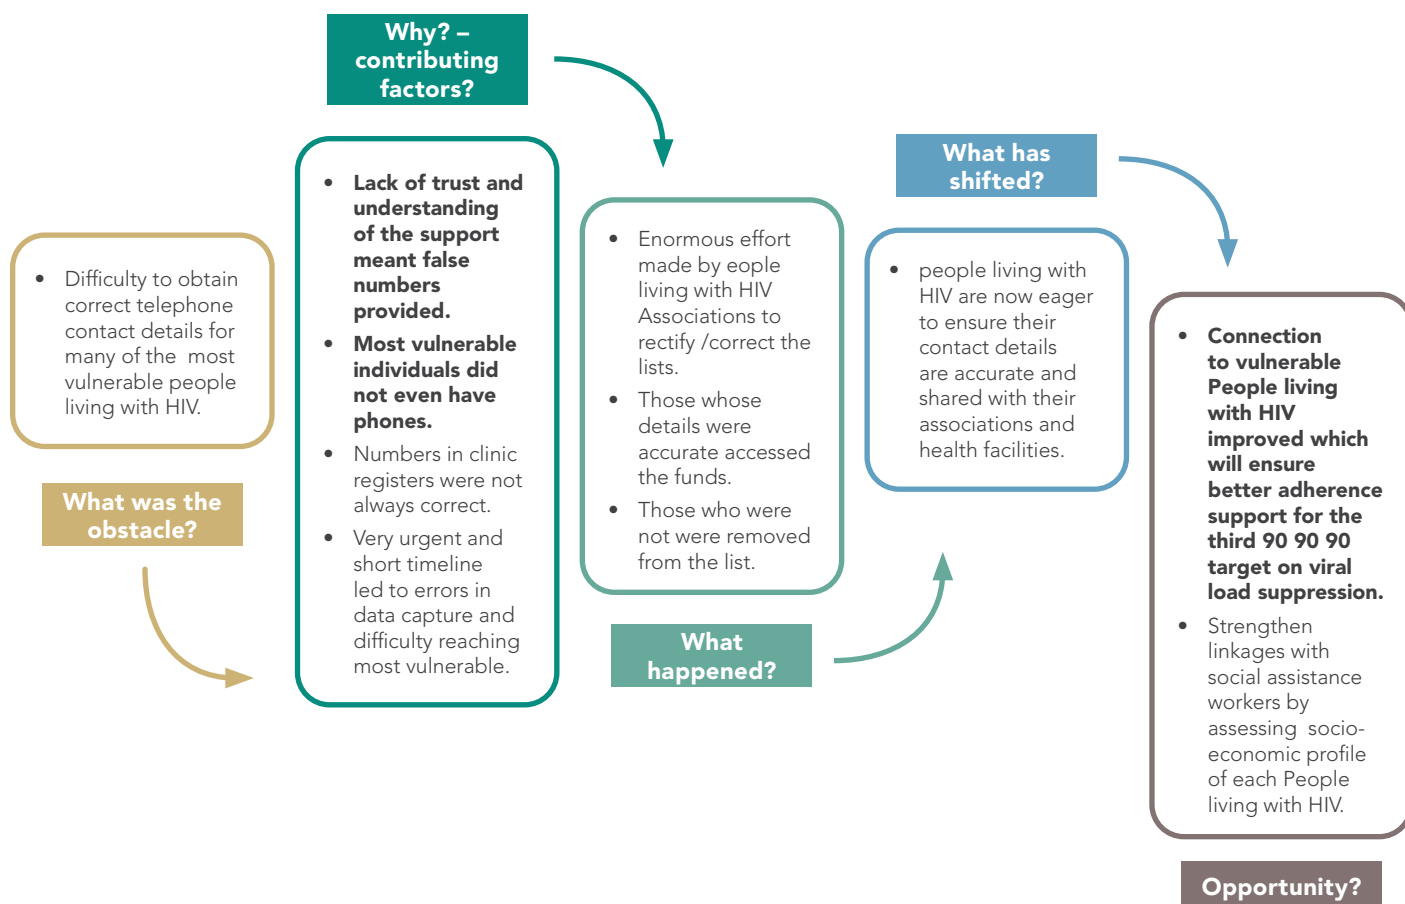 • Difficulty to obtain
correct telephone
contact details for
many of the  most
vulnerable people
living with HIV.
What was the
obstacle?
Why? –
contributing
factors?
• Lack of trust and
understanding
of the support
meant false
numbers
provided.
• Most vulnerable
individuals did
not even have
phones.
• Numbers in clinic
registers were not
always correct.
• Very urgent and
short timeline
led to errors in
data capture and
difficulty reaching
most vulnerable.
• Enormous effort
made by eople
living with HIV
Associations to
rectify /correct the
lists.
• Those whose
details were
accurate accessed
the funds.
• Those who were
not were removed
from the list.
What
happened?
What has
shifted?
• people living with
HIV are now eager
to ensure their
contact details
are accurate and
shared with their
associations and
health facilities.
• Connection
to vulnerable
People living
with HIV
improved which
will ensure
better adherence
support for the
third 90 90 90
target on viral
load suppression.
• Strengthen
linkages with
social assistance
workers by
assessing  socio-
economic profile
of each People
living with HIV.
Opportunity?